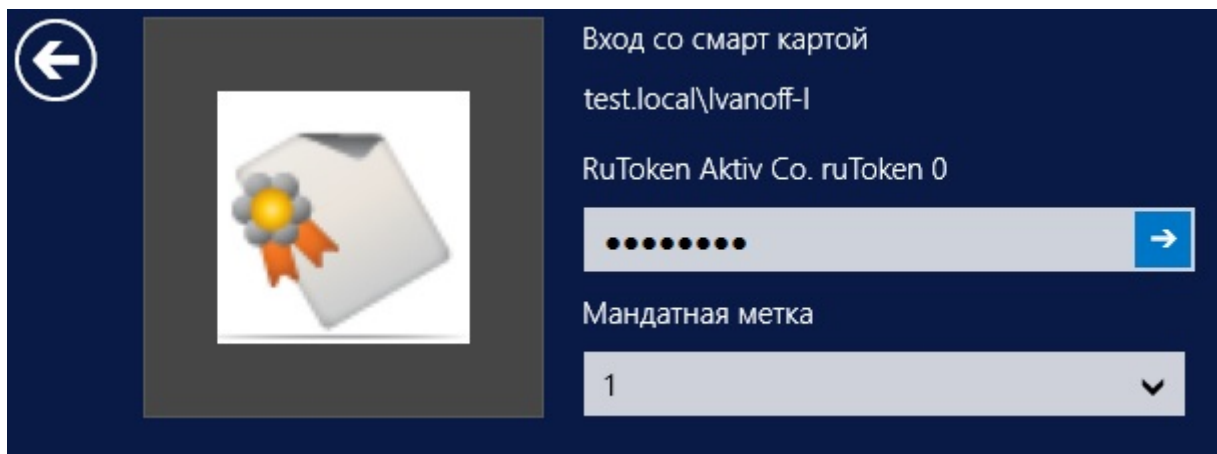 Вход со смарт картой
test.local\Ivanoff-I
RuToken Aktiv Co. ruToken 0
●●●●●●●●
Мандатная метка
1